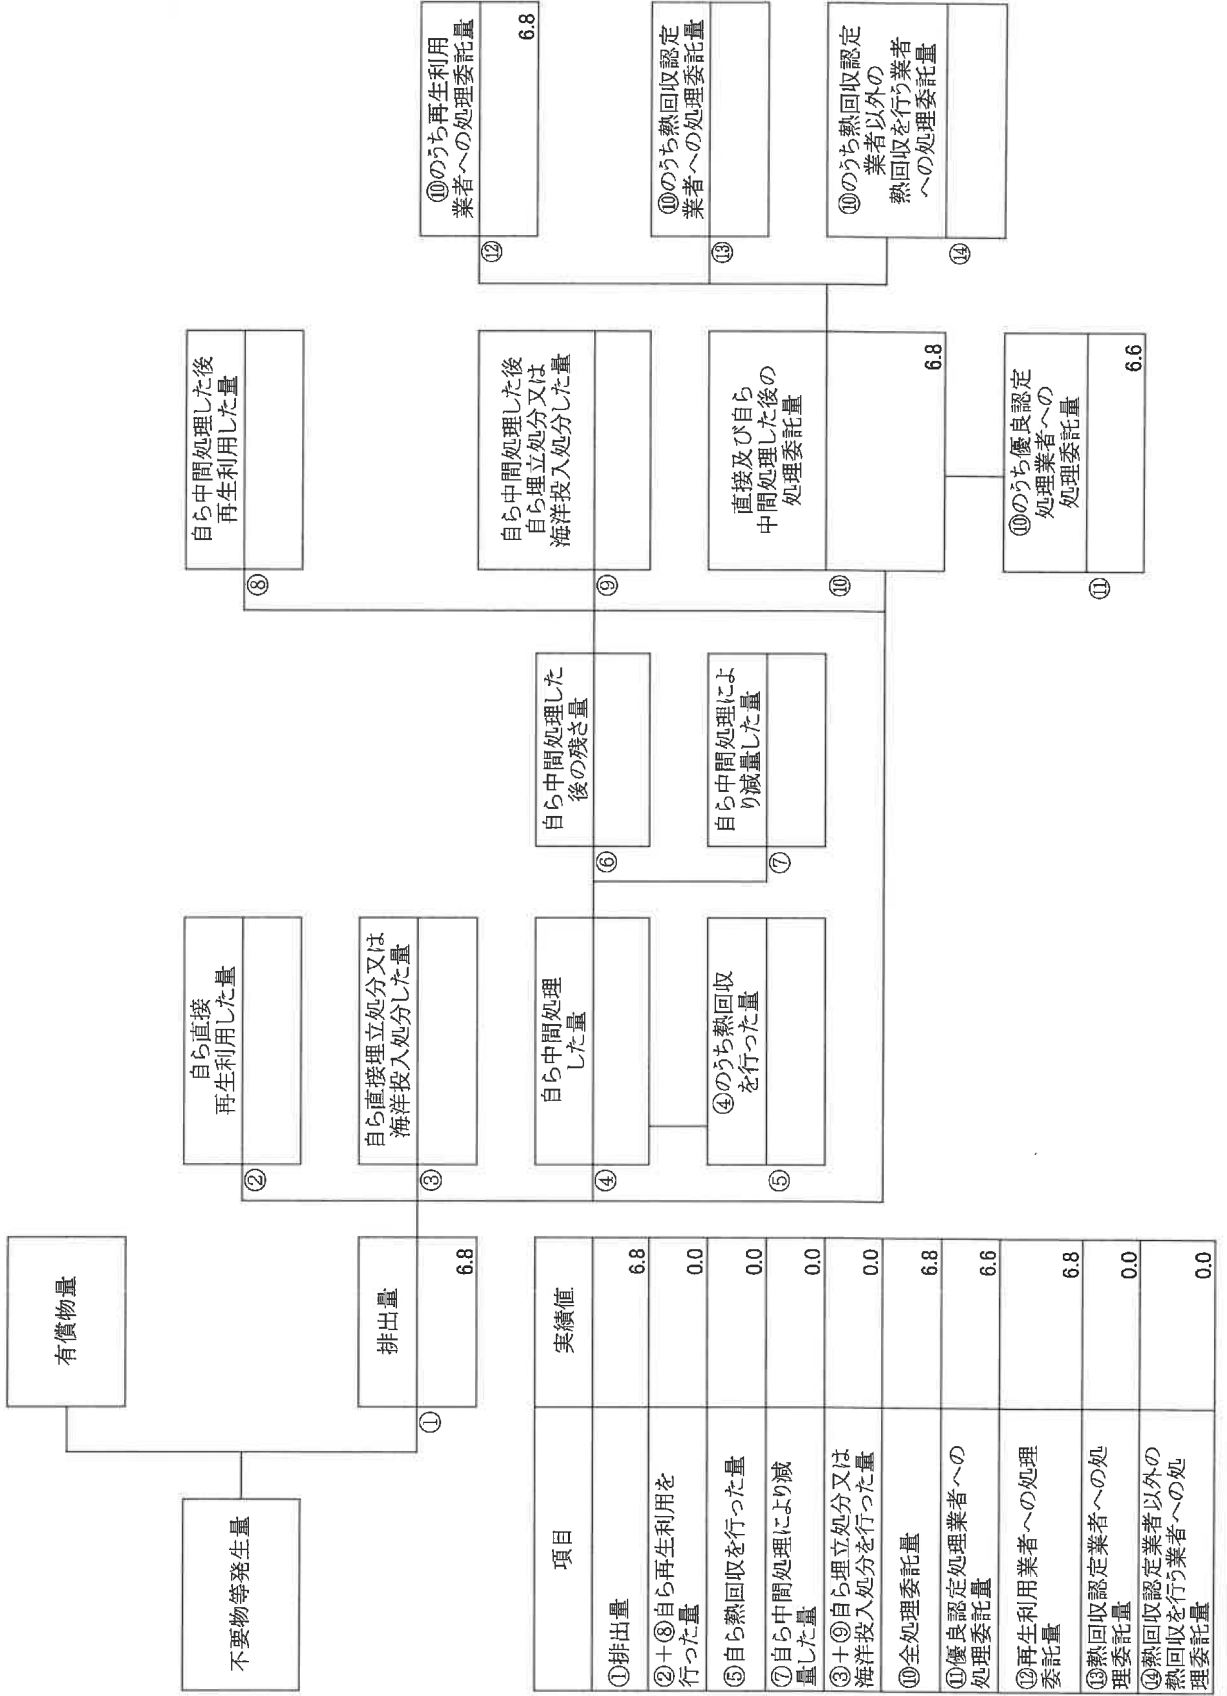 不要物等発生量
有償物量
排出量
①
6.8
自ら直接
再生利用した量
②
自ら直接埋立処分又は
海洋投入処分した量
③
自ら中間処理
した量
④
④のうち熱回収
を行った量
⑤
自ら中間処理した
後の残さ量
⑥
自ら中間処理によ
り減量した量
⑦
自ら中間処理した後
再生利用した量
⑧
自ら中間処理した後
自ら埋立処分又は
海洋投入処分した量
⑨
直接及び自ら
中間処理した後の
処理委託量
⑩
6.8
⑩のうち優良認定
処理業者への
処理委託量
⑪
6.6
⑩のうち再生利用
業者への処理委託量
⑫
6.8
⑩のうち熱回収認定
業者への処理委託量
⑬
⑩のうち熱回収認定
業者以外の
熱回収を行う業者
への処理委託量
⑭
項目 実績値
①排出量 6.8
②+⑧自ら再生利用を
行った量 0.0
⑤自ら熱回収を行った量 0.0
⑦自ら中間処理により減
量した量 0.0
③+⑨自ら埋立処分又は
海洋投入処分を行った量 0.0
⑩全処理委託量 6.8
⑪優良認定処理業者への
処理委託量 6.6
⑫再生利用業者への処理
委託量 6.8
⑬熱回収認定業者への処
理委託量 0.0
⑭熱回収認定業者以外の
熱回収を行う業者への処
理委託量 0.0